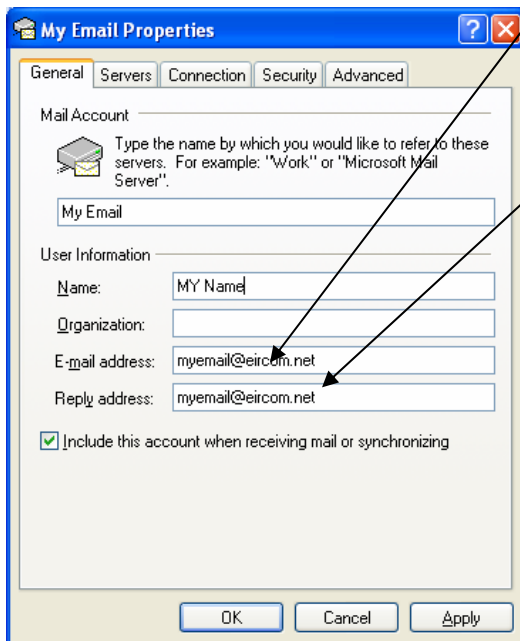 My Email Properties
General Servers Connection Security Advanced
Mail Account
Type the name by which you would like to refer to these
servers. For example: "Work" or "Microsoft Mail
Server".
My Email
User Information
Name: MY Name
Organization:
E-mail address: myemail@eircom.net
Reply address: myemail@eircom.net
Include this account when receiving mail or synchronizing
OK Cancel Apply